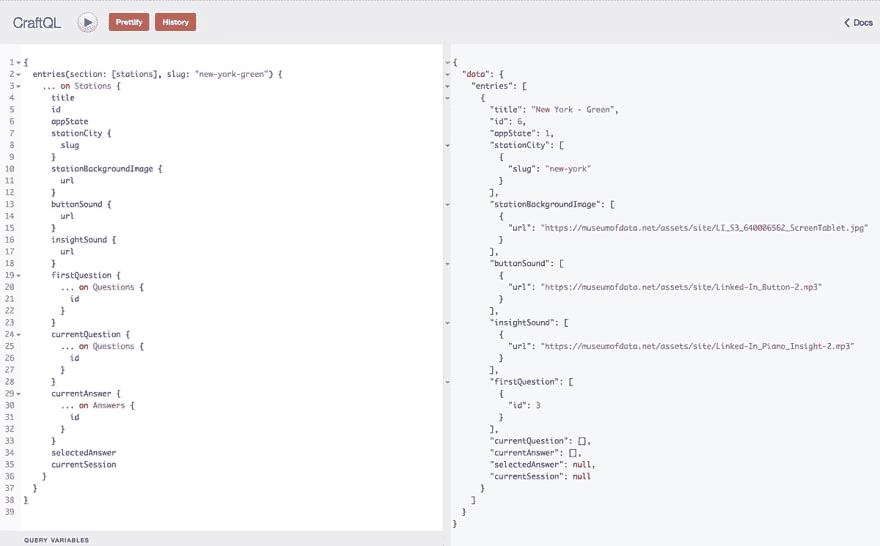 CraftQL
Prettify
History
Docs
1 {
2 entries(section: [stations], slug: "new-york-green") {
3 ... on Stations {
4 title
5 id
6 appState
7 stationCity {
8 slug
9 }
10 stationBackgroundImage {
11 url
12 }
13 buttonSound {
14 url
15 }
16 insightSound {
17 url
18 }
19 firstQuestion {
20 ... on Questions {
21 id
22 }
23 }
24 currentQuestion {
25 ... on Questions {
26 id
27 }
28 }
29 currentAnswer {
30 ... on Answers {
31 id
32 }
33 }
34 selectedAnswer
35 currentSession
36 }
37 }
38 }
39
QUERY VARIABLES
{
"data": {
"entries": [
{
"title": "New York - Green",
"id": 6,
"appState": 1,
"stationCity": [
{
"slug": "new-york"
}
],
"stationBackgroundImage": [
{
"url": "https://museumofdata.net/assets/site/LI_S3_640006562_ScreenTablet.jpg"
}
],
"buttonSound": [
{
"url": "https://museumofdata.net/assets/site/Linked-In_Button-2.mp3"
}
],
"insightSound": [
{
"url": "https://museumofdata.net/assets/site/Linked-In_Piano_Insight-2.mp3"
}
],
"firstQuestion": [
{
"id": 3
}
],
"currentQuestion": [],
"currentAnswer": [],
"selectedAnswer": null,
"currentSession": null
}
]
}
}